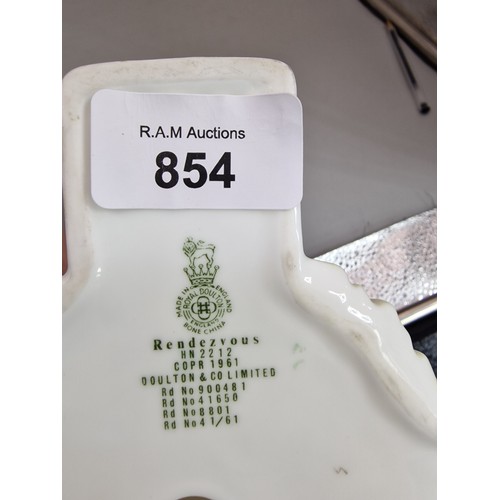 R.A.M Auctions
854
MADE IN ENGLAND
ROYAL DOULTON
ENGLAND
BONE CHINA
Rendezvous
HN 2212
COPR 1961
DOULTON & CO LIMITED
Rd No 900481
Rd No 41650
Rd No 8801
Rd No 41/61